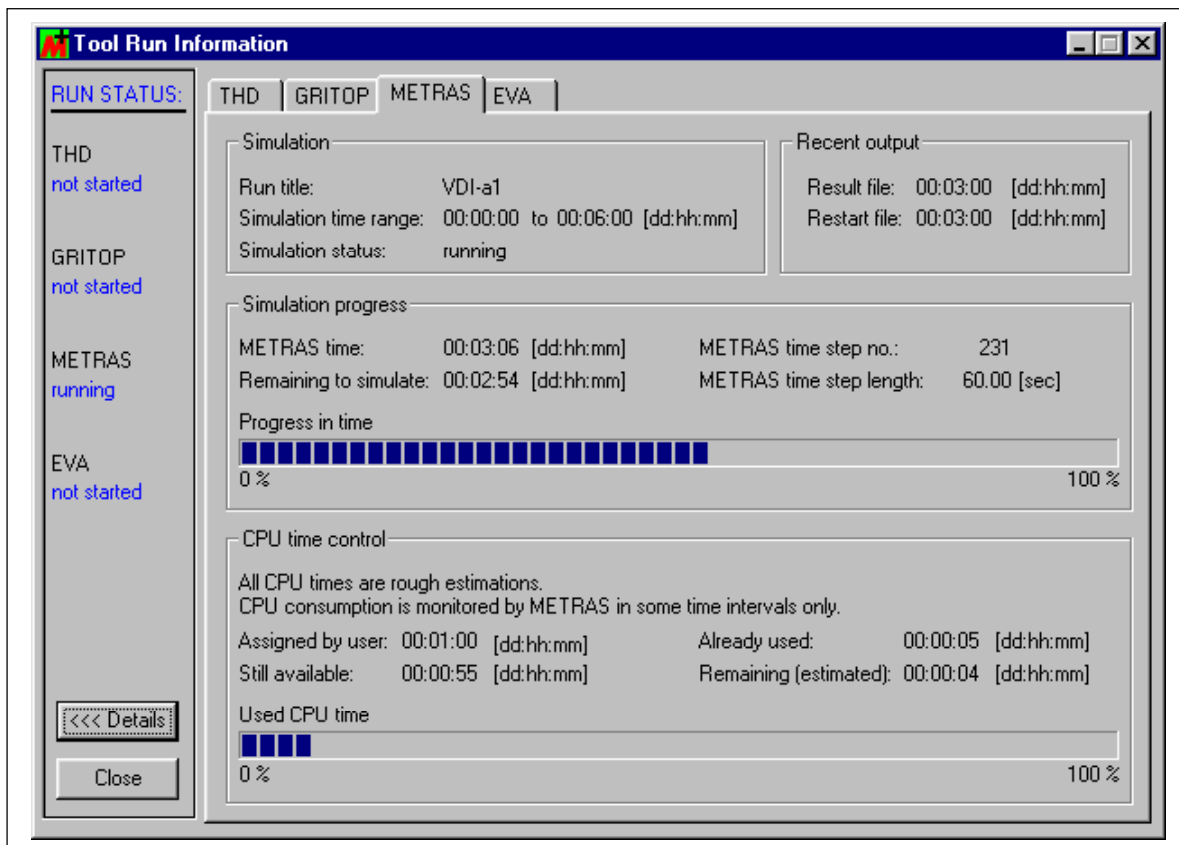 Tool Run Information
RUN STATUS:
THD
not started
GRITOP
not started
METRAS
running
EVA
not started
<<< Details
Close
THD GRITOP METRAS EVA
Simulation
Run title: VDI-a1
Simulation time range: 00:00:00 to 00:06:00 [dd:hh:mm]
Simulation status: running
Recent output
Result file: 00:03:00 [dd:hh:mm]
Restart file: 00:03:00 [dd:hh:mm]
Simulation progress
METRAS time: 00:03:06 [dd:hh:mm] METRAS time step no.: 231
Remaining to simulate: 00:02:54 [dd:hh:mm] METRAS time step length: 60.00 [sec]
Progress in time
0 % 100 %
CPU time control
All CPU times are rough estimations.
CPU consumption is monitored by METRAS in some time intervals only.
Assigned by user: 00:01:00 [dd:hh:mm] Already used: 00:00:05 [dd:hh:mm]
Still available: 00:00:55 [dd:hh:mm] Remaining (estimated): 00:00:04 [dd:hh:mm]
Used CPU time
0 % 100 %